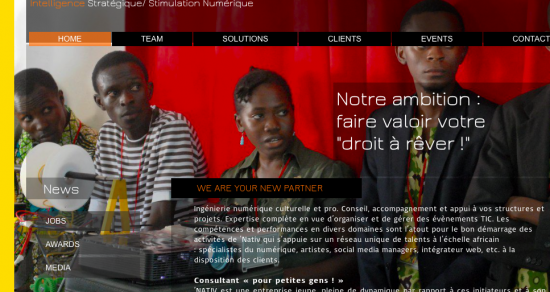 Intelligence Stratégique/ Stimulation Numérique
HOME TEAM SOLUTIONS CLIENTS EVENTS CONTACT
Notre ambition :
faire valoir votre
"droit à rêver !"
News
JOBS
AWARDS
MEDIA
WE ARE YOUR NEW PARTNER
Ingénierie numérique culturelle et pro. Conseil, accompagnement et appui à vos structures et
projets. Expertise complète en vue d'organiser et de gérer des évènements TIC. Les
compétences et performances en divers domaines sont l'atout pour le bon démarrage des
activités de 'Nativ qui s'appuie sur un réseau unique de talents à l'échelle africain
- spécialistes du numérique, artistes, social media managers, intégrateur web, etc. à la
disposition des clients.
Consultant « pour petites gens ! »
'NATIV est une entreprise jeune, pleine de dynamique par rapport à ces initiateurs et à son